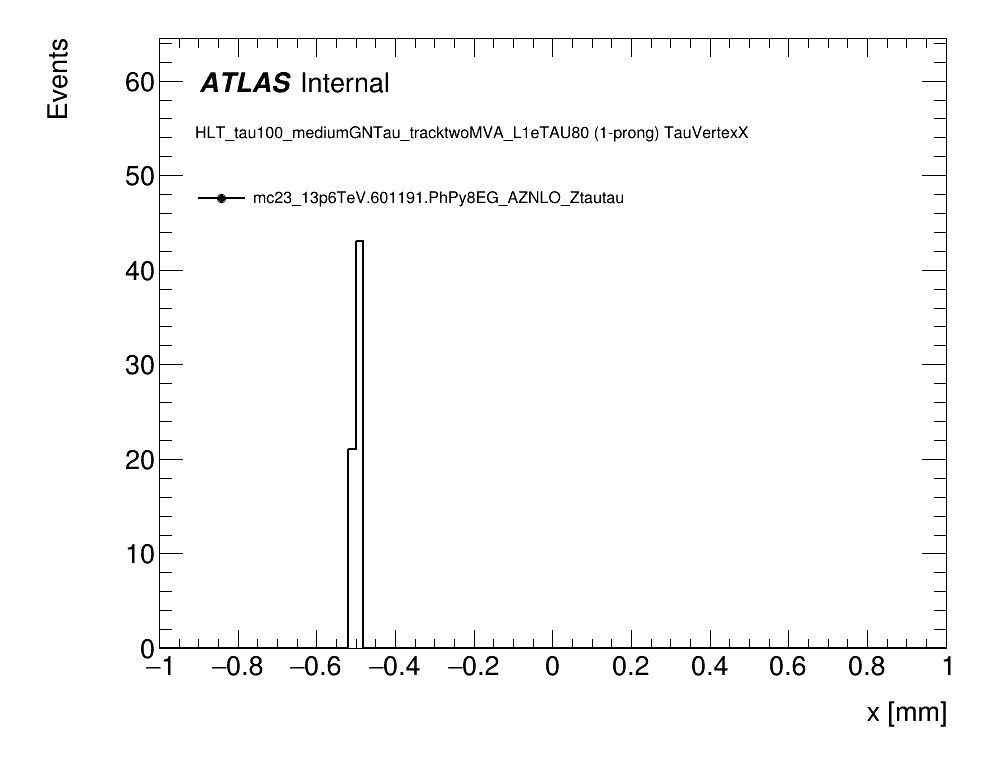 Events
ATLAS Internal
HLT_tau100_mediumGNTau_tracktwoMVA_L1eTAU80 (1-prong) TauVertexX
mc23_13p6TeV.601191.PhPy8EG_AZNLO_Ztautau
60
50
40
30
20
10
0
−1 −0.8 −0.6 −0.4 −0.2 0 0.2 0.4 0.6 0.8 1
x [mm]